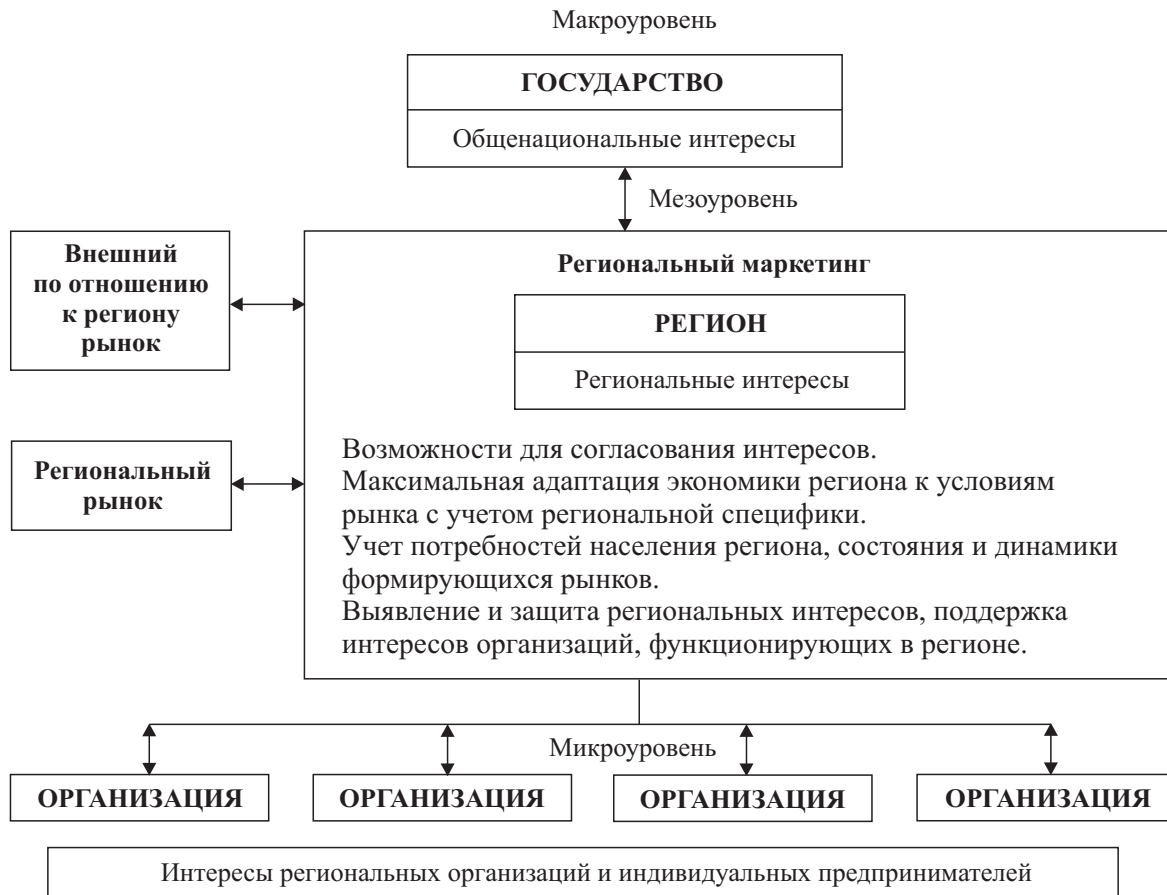 Макроуровень
ГОСУДАРСТВО
Общенациональные интересы
Мезоуровень
Внешний
по отношению
к региону
рынок
Региональный
рынок
Региональный маркетинг
РЕГИОН
Региональные интересы
Возможности для согласования интересов.
Максимальная адаптация экономики региона к условиям
рынка с учетом региональной специфики.
Учет потребностей населения региона, состояния и динамики
формирующихся рынков.
Выявление и защита региональных интересов, поддержка
интересов организаций, функционирующих в регионе.
Микроуровень
ОРГАНИЗАЦИЯ
ОРГАНИЗАЦИЯ
ОРГАНИЗАЦИЯ
ОРГАНИЗАЦИЯ
Интересы региональных организаций и индивидуальных предпринимателей